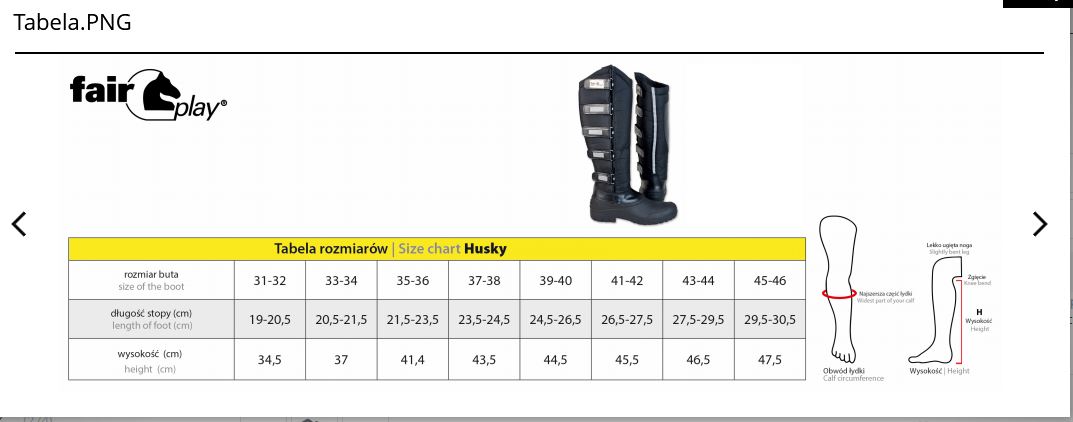 Tabela.PNG
fair play®
Tabela rozmiarów | Size chart Husky
rozmiar buta 31-32 33-34 35-36 37-38 39-40 41-42 43-44 45-46
size of the boot
długość stopy (cm) 19-20,5 20,5-21,5 21,5-23,5 23,5-24,5 24,5-26,5 26,5-27,5 27,5-29,5 29,5-30,5
length of foot (cm)
wysokość (cm) 34,5 37 41,4 43,5 44,5 45,5 46,5 47,5
height (cm)
Najszersza część łydki
Widest part of your calf
Obwód łydki
Calf circumference
Lekko ugięta noga
Slightly bent leg
Zgięcie
Knee bend
H
Wysokość
Height
Wysokość | Height